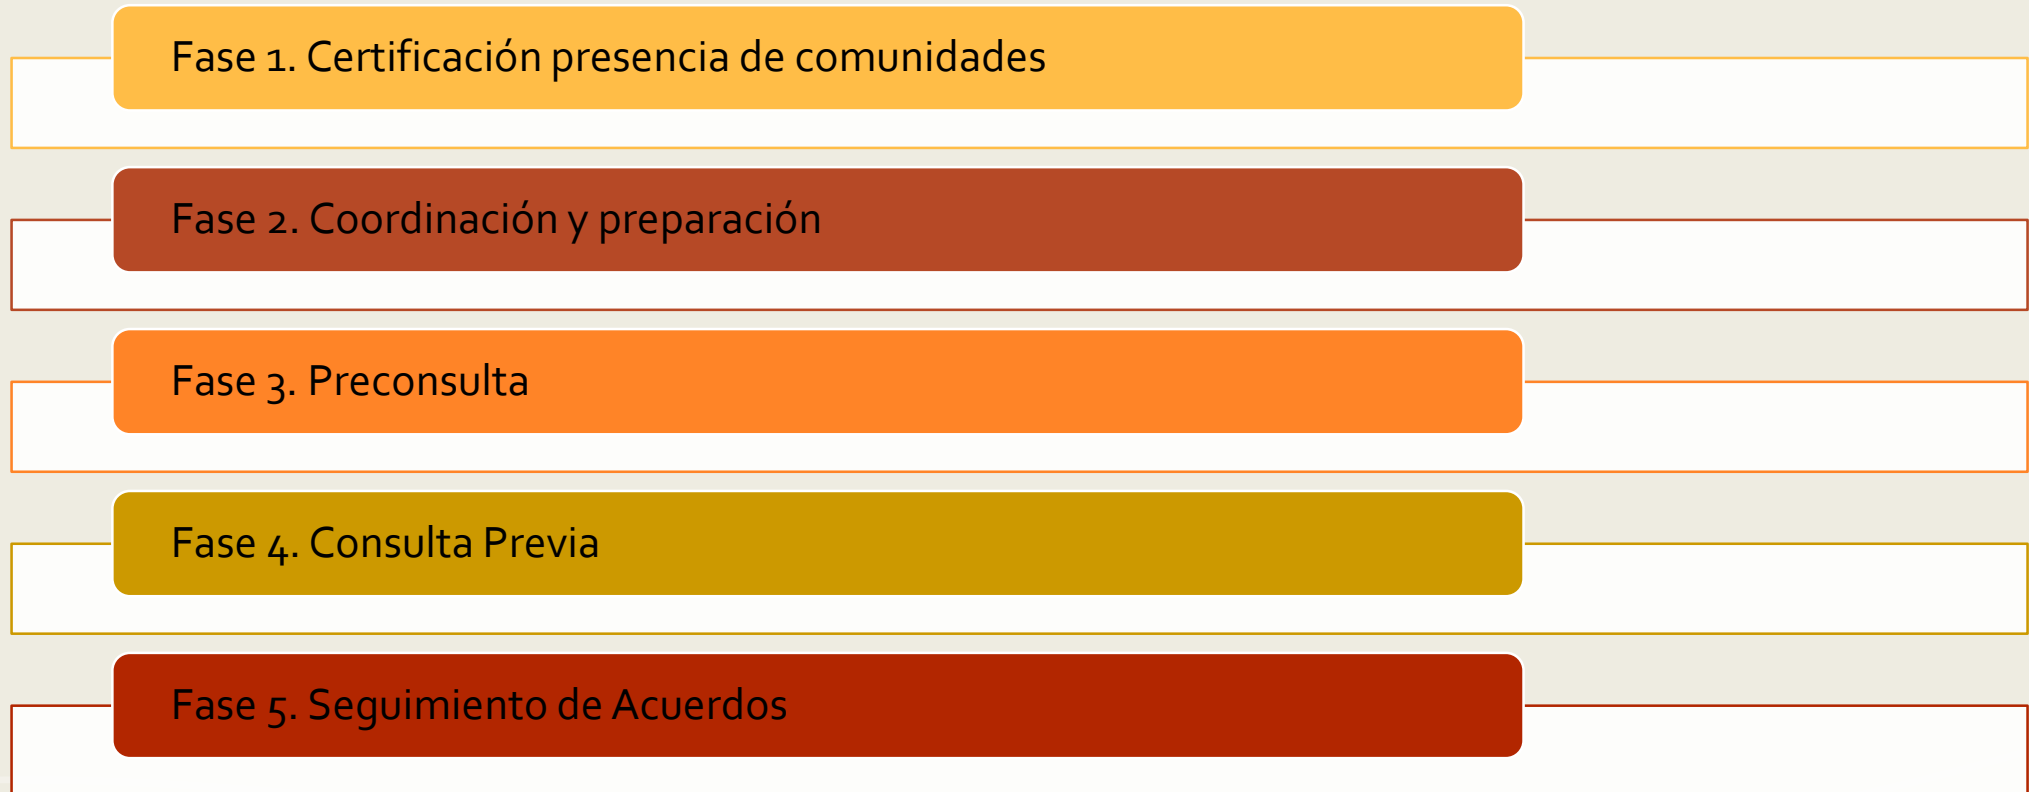 Fase 1. Certificación presencia de comunidades
Fase 2. Coordinación y preparación
Fase 3. Preconsulta
Fase 4. Consulta Previa
Fase 5. Seguimiento de Acuerdos